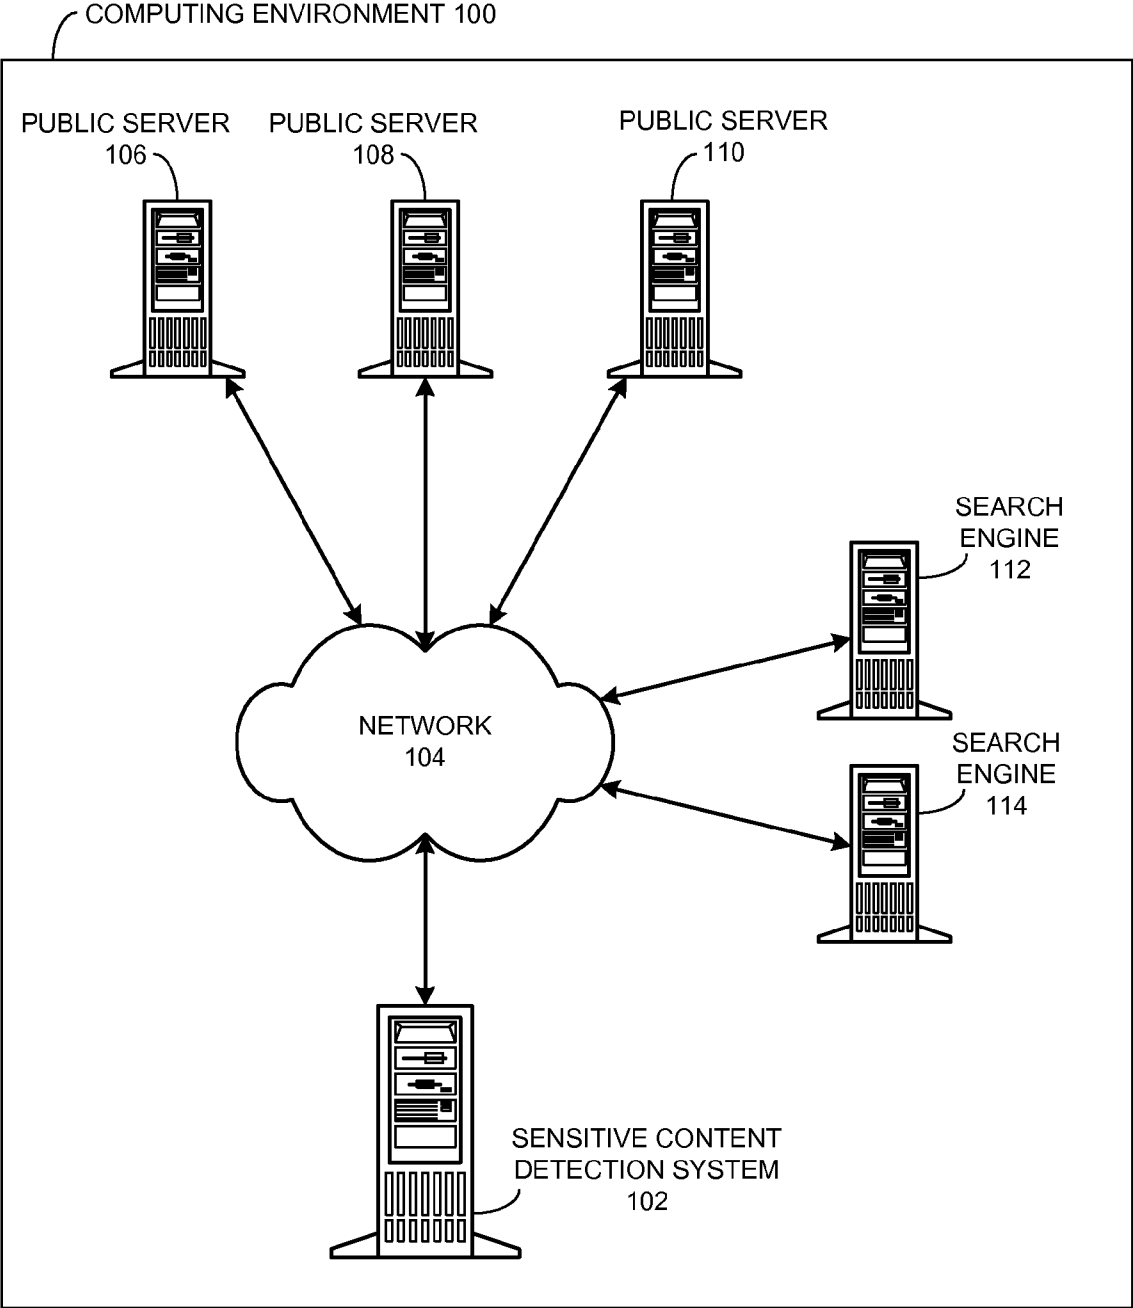 COMPUTING ENVIRONMENT 100
PUBLIC SERVER
106
PUBLIC SERVER
108
PUBLIC SERVER
110
SEARCH
ENGINE
112
NETWORK
104
SEARCH
ENGINE
114
SENSITIVE CONTENT
DETECTION SYSTEM
102